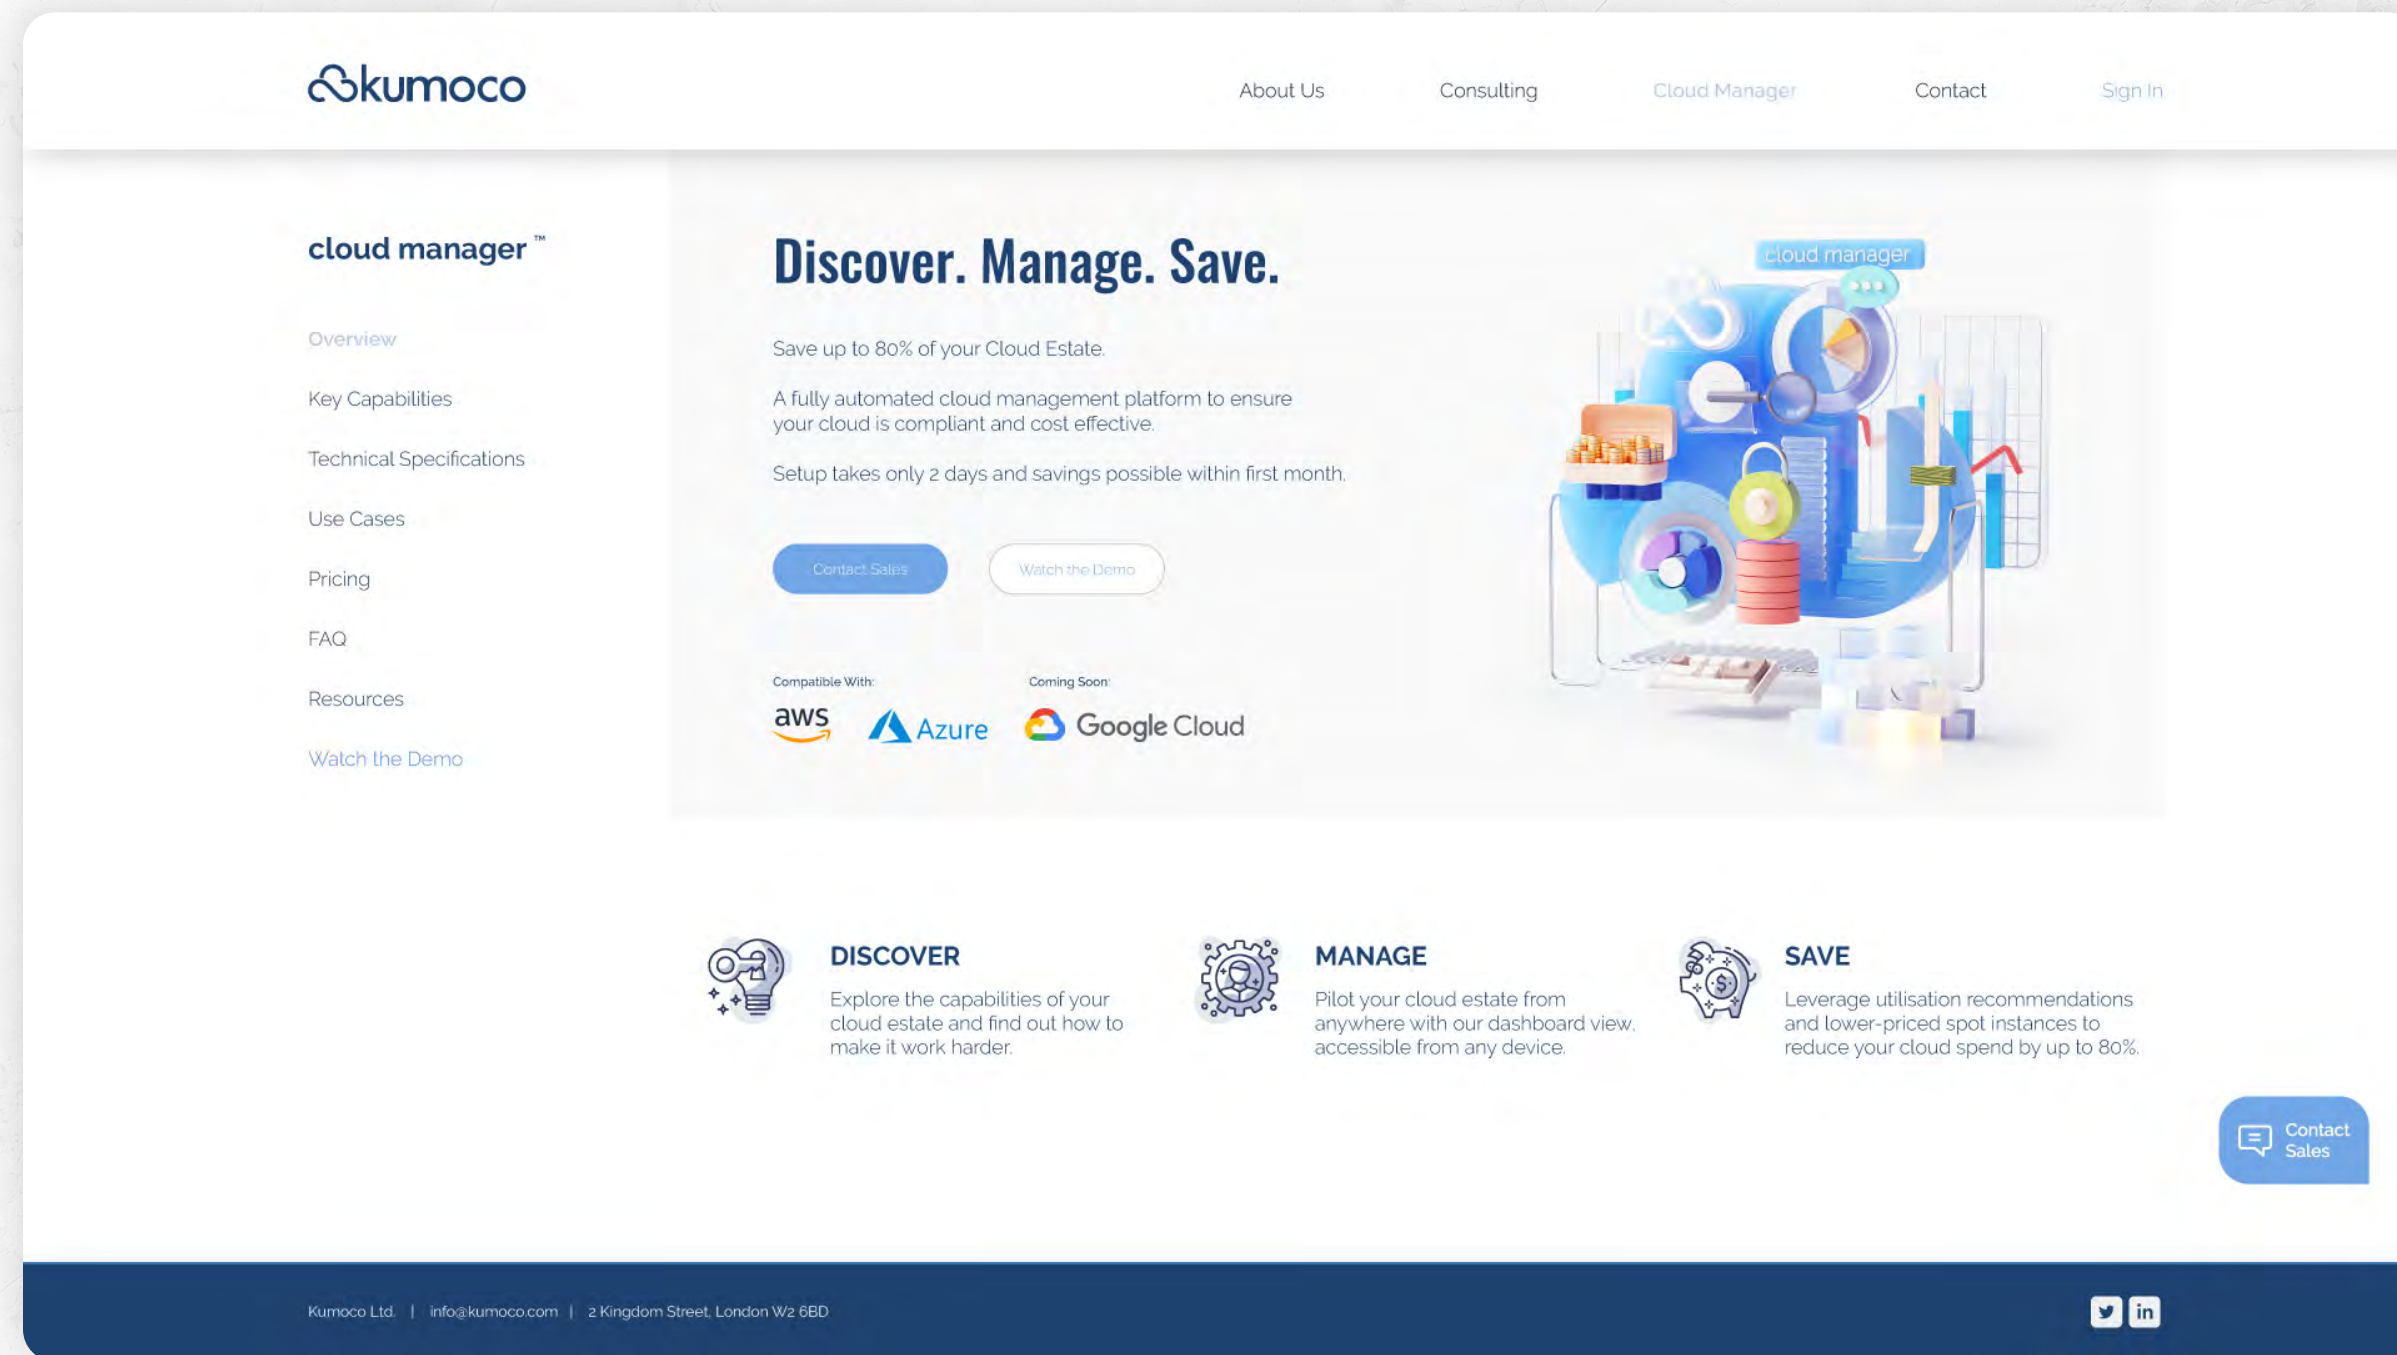 kumoco
About Us
Consulting
Cloud Manager
Contact
Sign In
cloud manager ™
Overview
Key Capabilities
Technical Specifications
Use Cases
Pricing
FAQ
Resources
Watch the Demo
Discover. Manage. Save.
Save up to 80% of your Cloud Estate.
A fully automated cloud management platform to ensure
your cloud is compliant and cost effective.
Setup takes only 2 days and savings possible within first month.
Contact Sales
Watch the Demo
Compatible With:
aws
Azure
Coming Soon:
Google Cloud
cloud manager
DISCOVER
Explore the capabilities of your
cloud estate and find out how to
make it work harder.
MANAGE
Pilot your cloud estate from
anywhere with our dashboard view,
accessible from any device.
SAVE
Leverage utilisation recommendations
and lower-priced spot instances to
reduce your cloud spend by up to 80%.
Contact
Sales
Kumoco Ltd. | info@kumoco.com | 2 Kingdom Street, London W2 6BD
in